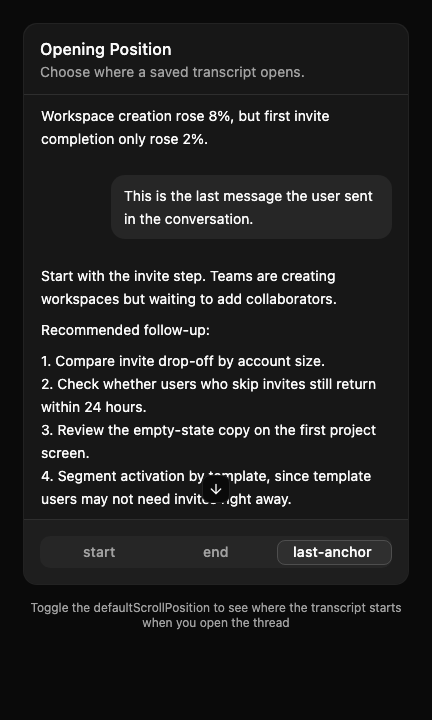 Opening Position
Choose where a saved transcript opens.
Workspace creation rose 8%, but first invite
completion only rose 2%.
This is the last message the user sent
in the conversation.
Start with the invite step. Teams are creating
workspaces but waiting to add collaborators.
Recommended follow-up:
1. Compare invite drop-off by account size.
2. Check whether users who skip invites still return
within 24 hours.
3. Review the empty-state copy on the first project
screen.
4. Segment activation by template, since template
users may not need invites right away.
start
end
last-anchor
Toggle the defaultScrollPosition to see where the transcript starts
when you open the thread